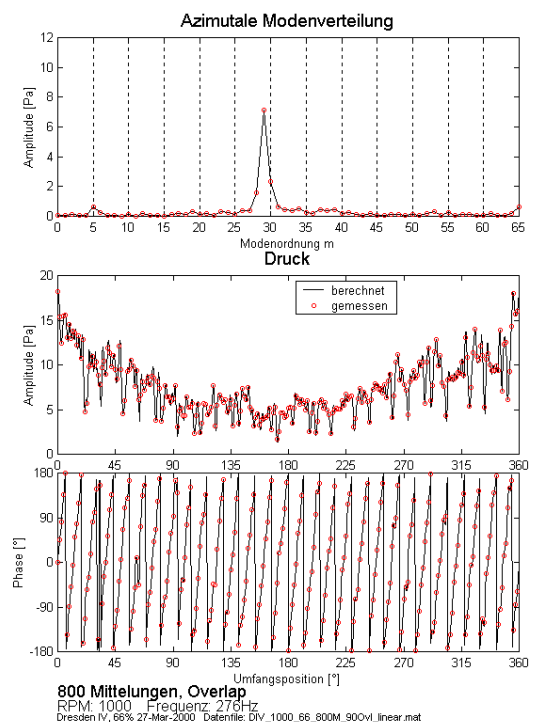 Azimutale Modenverteilung
12
10
8
6
4
2
0
Amplitude [Pa]
0 5 10 15 20 25 30 35 40 45 50 55 60 65
Modenordnung m
Druck
20
15
10
5
0
Amplitude [Pa]
berechnet
gemessen
0 45 90 135 180 225 270 315 360
180
90
0
-90
-180
Phase [°]
0 45 90 135 180 225 270 315 360
Umfangsposition [°]
800 Mittelungen, Overlap
RPM: 1000 Frequenz: 276Hz
Dresden IV, 66% 27-Mar-2000 Datenfile: DIV_1000_66_800M_90Ovl_linear.mat